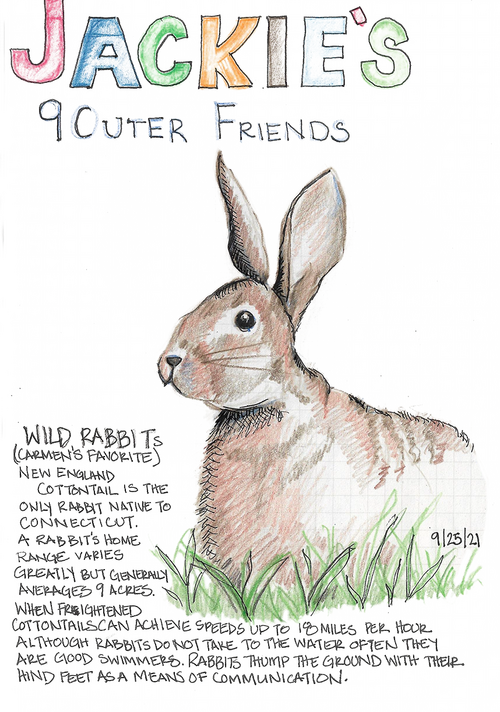 JACKIE'S
9 OUTER FRIENDS
WILD RABBITS
(CARMEN'S FAVORITE)
NEW ENGLAND
COTTONTAIL IS THE
ONLY RABBIT NATIVE TO
CONNECTICUT.
A RABBIT'S HOME
RANGE VARIES
GREATLY BUT GENERALLY
AVERAGES 9 ACRES.
WHEN FREIGHTENED
COTTONTAILS CAN ACHIEVE SPEEDS UP TO 18 MILES PER HOUR
ALTHOUGH RABBITS DO NOT TAKE TO THE WATER OFTEN THEY
ARE GOOD SWIMMERS. RABBITS THUMP THE GROUND WITH THEIR
HIND FEET AS A MEANS OF COMMUNICATION.
9/25/21